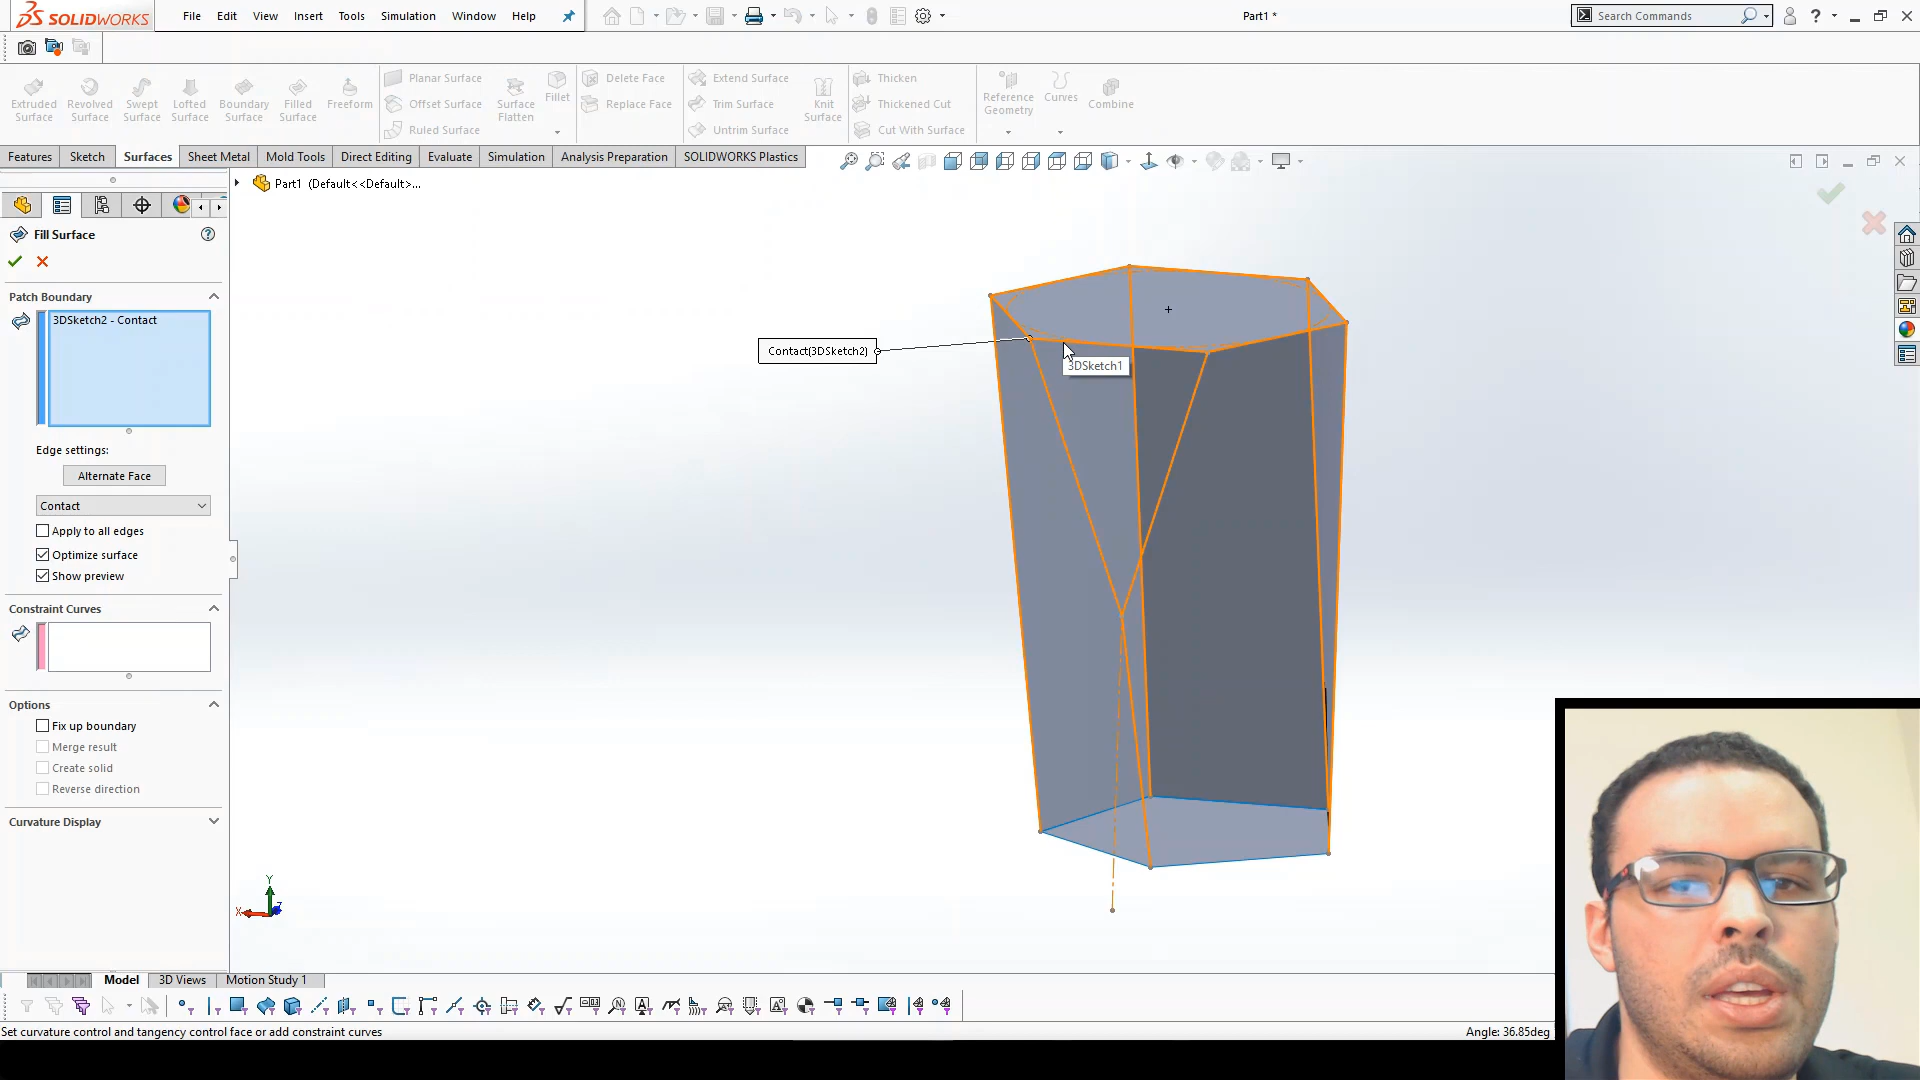 SOLIDWORKS
File Edit View Insert Tools Simulation Window Help
Part1 *
Search Commands
?
Extruded Surface
Revolved Surface
Swept Surface
Lofted Surface
Boundary Surface
Filled Surface
Freeform
Planar Surface
Offset Surface
Ruled Surface
Surface Flatten
Fillet
Delete Face
Replace Face
Extend Surface
Trim Surface
Untrim Surface
Knit Surface
Thicken
Thickened Cut
Cut With Surface
Reference Geometry
Curves
Combine
Features Sketch Surfaces Sheet Metal Mold Tools Direct Editing Evaluate Simulation Analysis Preparation SOLIDWORKS Plastics
Part1 (Default<<Default>...
Fill Surface
Patch Boundary
3DSketch2 - Contact
Edge settings:
Alternate Face
Contact
Apply to all edges
Optimize surface
Show preview
Constraint Curves
Options
Fix up boundary
Merge result
Create solid
Reverse direction
Curvature Display
Contact(3DSketch2)
3DSketch1
Y
X
Z
Model 3D Views Motion Study 1
Set curvature control and tangency control face or add constraint curves
Angle: 36.85deg